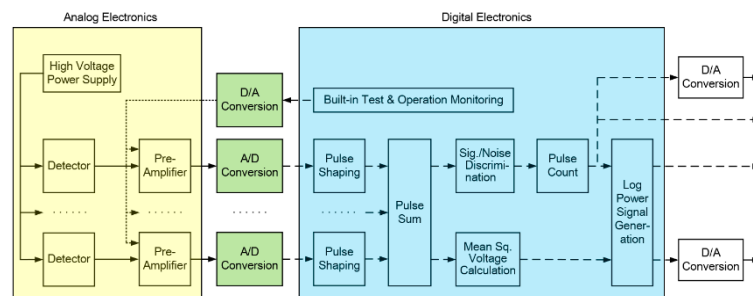 Analog Electronics
Digital Electronics
High Voltage
Power Supply
D/A
Conversion
Built-in Test & Operation Monitoring
D/A
Conversion
Detector
Pre-
Amplifier
A/D
Conversion
Pulse
Shaping
Pulse
Sum
Sig./Noise
Discrimi-
nation
Pulse
Count
Log
Power
Signal
Gener-
ation
Detector
Pre-
Amplifier
A/D
Conversion
Pulse
Shaping
Mean Sq.
Voltage
Calculation
D/A
Conversion